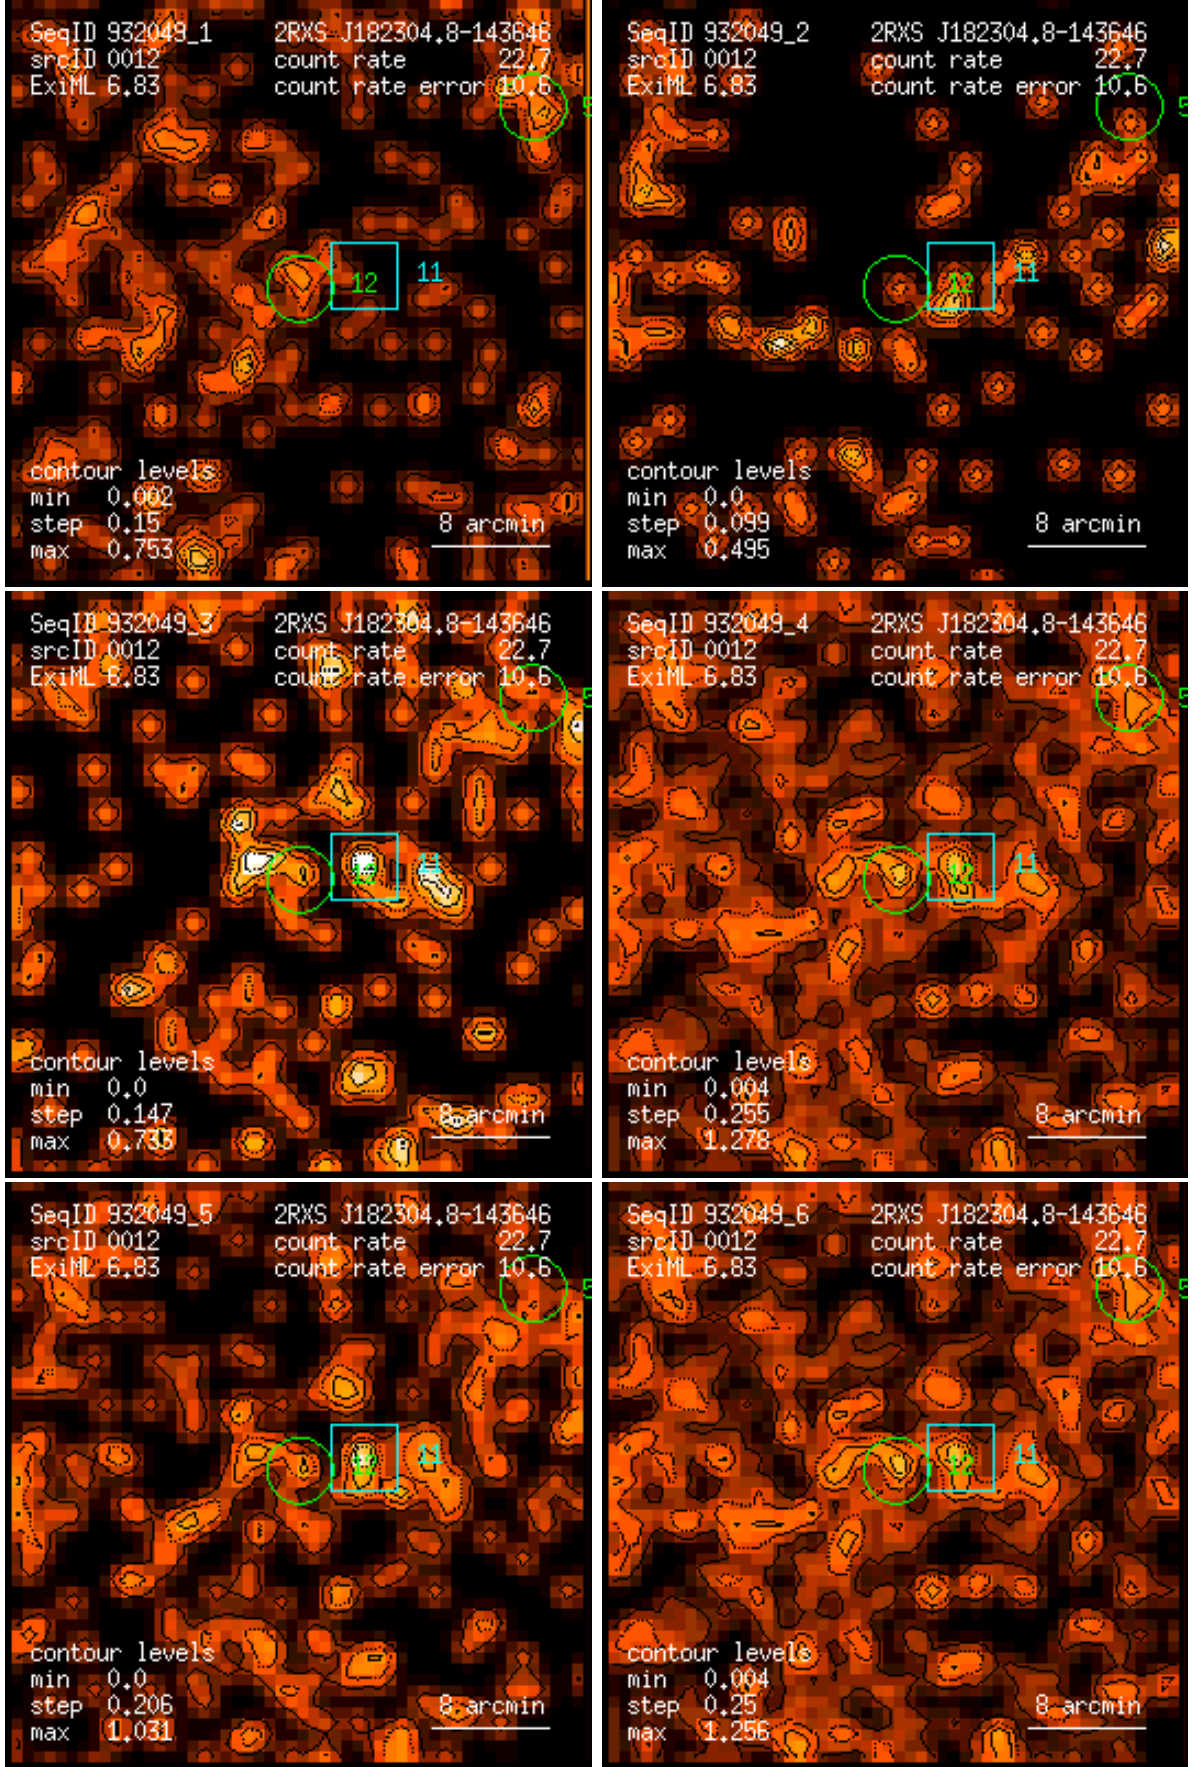 SeqID 932049_1 2RXS J182304.8-143646
srcID 0012 count rate 22.7
ExiML 6.83 count rate error 10.6
5
12 11
contour levels
min 0.002
step 0.15 8 arcmin
max 0.753
SeqID 932049_2 2RXS J182304.8-143646
srcID 0012 count rate 22.7
ExiML 6.83 count rate error 10.6
5
12 11
contour levels
min 0.0
step 0.099 8 arcmin
max 0.495
SeqID 932049_3 2RXS J182304.8-143646
srcID 0012 count rate 22.7
ExiML 6.83 count rate error 10.6
5
12 11
contour levels
min 0.0
step 0.147 8 arcmin
max 0.733
SeqID 932049_4 2RXS J182304.8-143646
srcID 0012 count rate 22.7
ExiML 6.83 count rate error 10.6
5
12 11
contour levels
min 0.004
step 0.255 8 arcmin
max 1.278
SeqID 932049_5 2RXS J182304.8-143646
srcID 0012 count rate 22.7
ExiML 6.83 count rate error 10.6
5
12 11
contour levels
min 0.0
step 0.206 8 arcmin
max 1.031
SeqID 932049_6 2RXS J182304.8-143646
srcID 0012 count rate 22.7
ExiML 6.83 count rate error 10.6
5
12 11
contour levels
min 0.004
step 0.25 8 arcmin
max 1.256